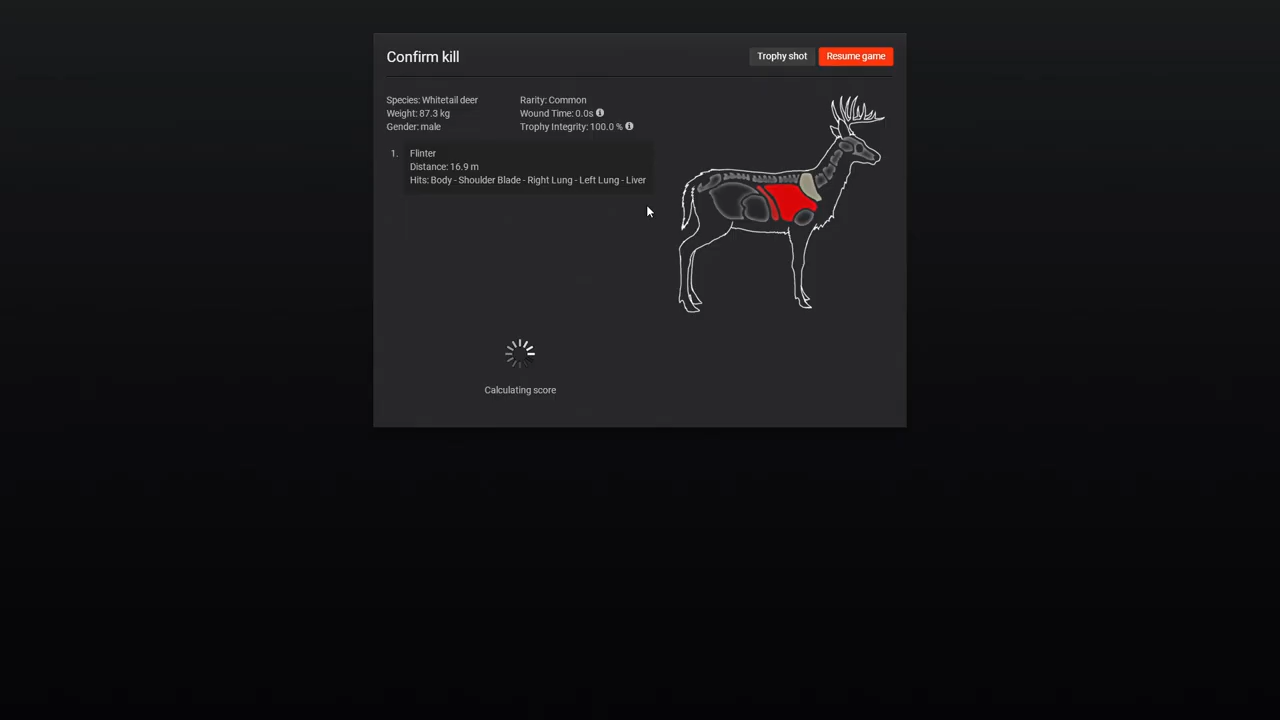 Confirm kill
Trophy shot
Resume game
Species: Whitetail deer
Rarity: Common
Weight: 87.3 kg
Wound Time: 0.0s
Gender: male
Trophy Integrity: 100.0 %
1. Flinter
Distance: 16.9 m
Hits: Body - Shoulder Blade - Right Lung - Left Lung - Liver
Calculating score